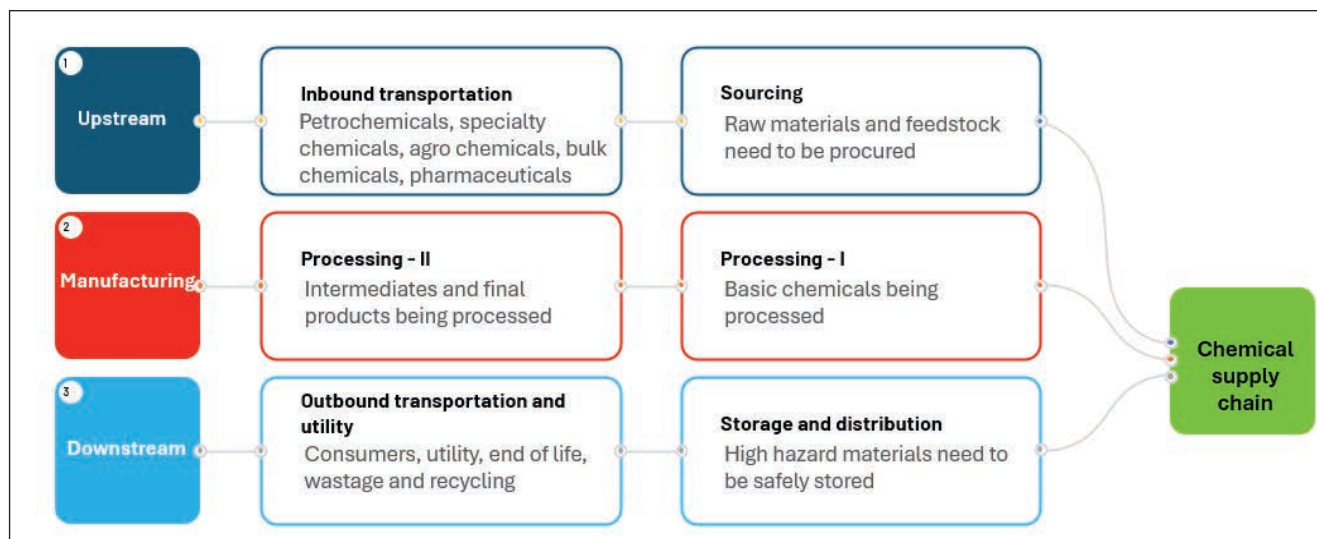 1
Upstream
Inbound transportation
Petrochemicals, specialty
chemicals, agro chemicals, bulk
chemicals, pharmaceuticals
Sourcing
Raw materials and feedstock
need to be procured
2
Manufacturing
Processing - II
Intermediates and final
products being processed
Processing - I
Basic chemicals being
processed
3
Downstream
Outbound transportation and
utility
Consumers, utility, end of life,
wastage and recycling
Storage and distribution
High hazard materials need to
be safely stored
Chemical
supply
chain